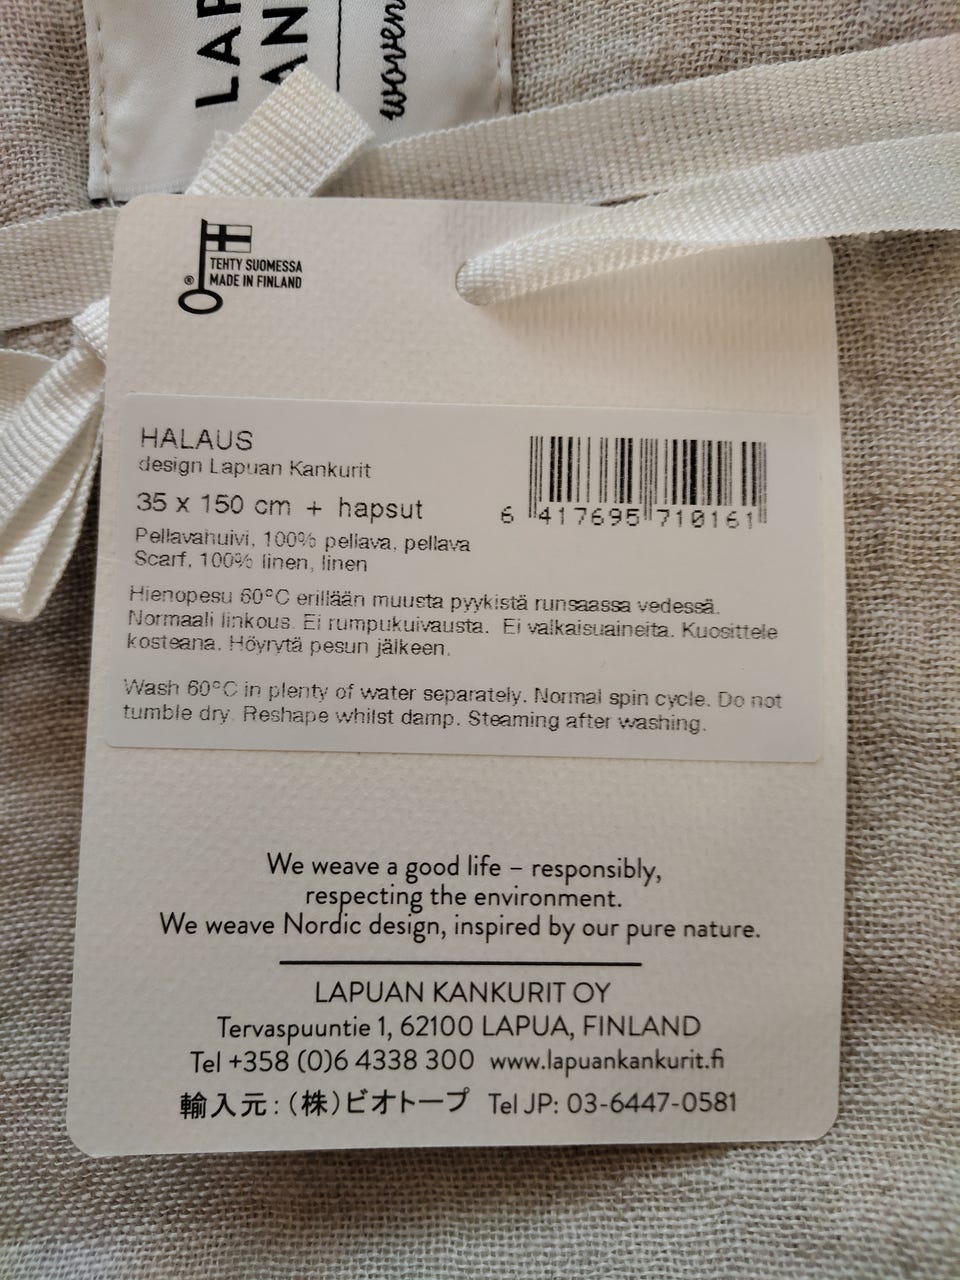 LAP
AN
woven
TEHTY SUOMESSA
® MADE IN FINLAND
HALAUS
design Lapuan Kankurit
35 x 150 cm + hapsut
6 417695 710161
Pellavahuivi, 100% pellava, pellava
Scarf, 100% linen, linen
Hienopesu 60°C erillään muusta pyykistä runsaassa vedessä.
Normaali linkous. Ei rumpukuivausta. Ei valkaisuaineita. Kuosittele
kosteana. Höyrytä pesun jälkeen.
Wash 60°C in plenty of water separately. Normal spin cycle. Do not
tumble dry. Reshape whilst damp. Steaming after washing.
We weave a good life – responsibly,
respecting the environment.
We weave Nordic design, inspired by our pure nature.
LAPUAN KANKURIT OY
Tervaspuuntie 1, 62100 LAPUA, FINLAND
Tel +358 (0)6 4338 300 www.lapuankankurit.fi
輸入元：（株）ビオトープ Tel JP: 03-6447-0581